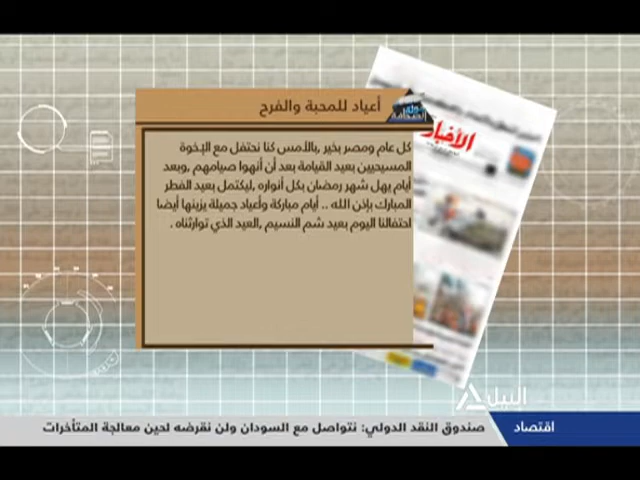 أعياد للمحبة والفرح
كل عام ومصر بخير ,بالأمس كنا نحتفل مع الإخوة
المسيحيين بعيد القيامة بعد أن أنهوا صيامهم ,وبعد
أيام يهل شهر رمضان بكل أنواره ,ليكتمل بعيد الفطر
المبارك بإذن الله .. أيام مباركة وأعياد جميلة يزينها أيضا
احتفالنا اليوم بعيد شم النسيم ,العيد الذي توارثناه .
الأخبار
النيل
اقتصاد
صندوق النقد الدولي: نتواصل مع السودان ولن نقرضه لحين معالجة المتأخرات